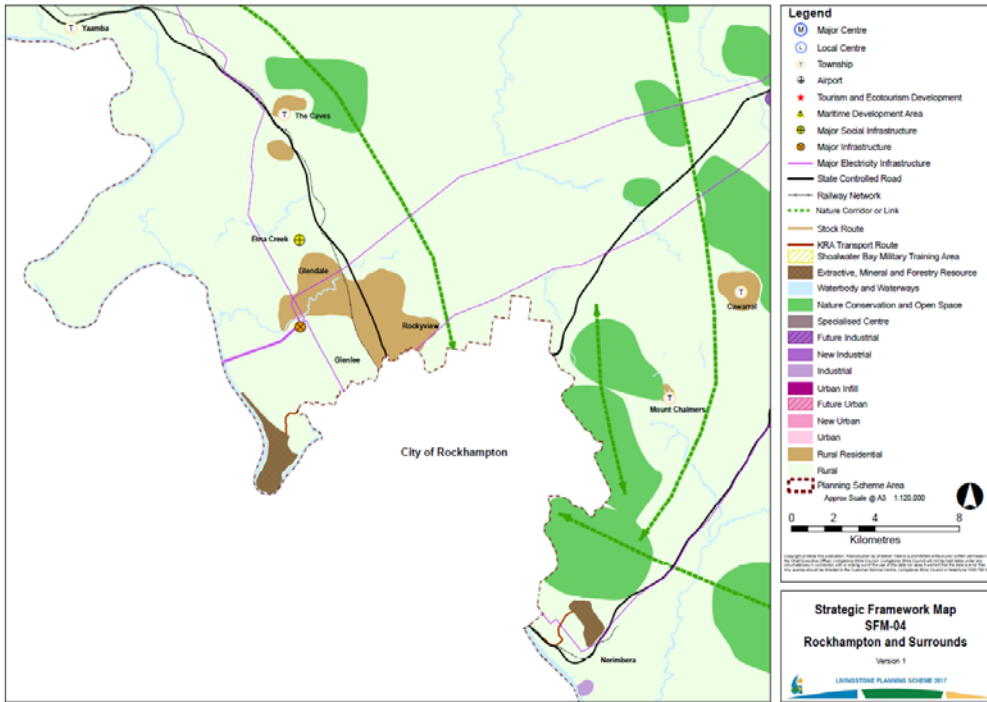 Yaamba
T
T
The Caves
Etna Creek
Glendale
Rockyview
Glenlee
T
Cawarral
T
Mount Chalmers
City of Rockhampton
Nerimbera
Legend
M Major Centre
L Local Centre
T Township
Airport
Tourism and Ecotourism Development
Maritime Development Area
Major Social Infrastructure
Major Infrastructure
Major Electricity Infrastructure
State Controlled Road
Railway Network
Nature Corridor or Link
Stock Route
KRA Transport Route
Shoalwater Bay Military Training Area
Extractive, Mineral and Forestry Resource
Waterbody and Waterways
Nature Conservation and Open Space
Specialised Centre
Future Industrial
New Industrial
Industrial
Urban Infill
Future Urban
New Urban
Urban
Rural Residential
Rural
Planning Scheme Area
Approx Scale @ A3 1:120,000
0 2 4 8
Kilometres
Strategic Framework Map
SFM-04
Rockhampton and Surrounds
Version 1
LIVINGSTONE PLANNING SCHEME 2017